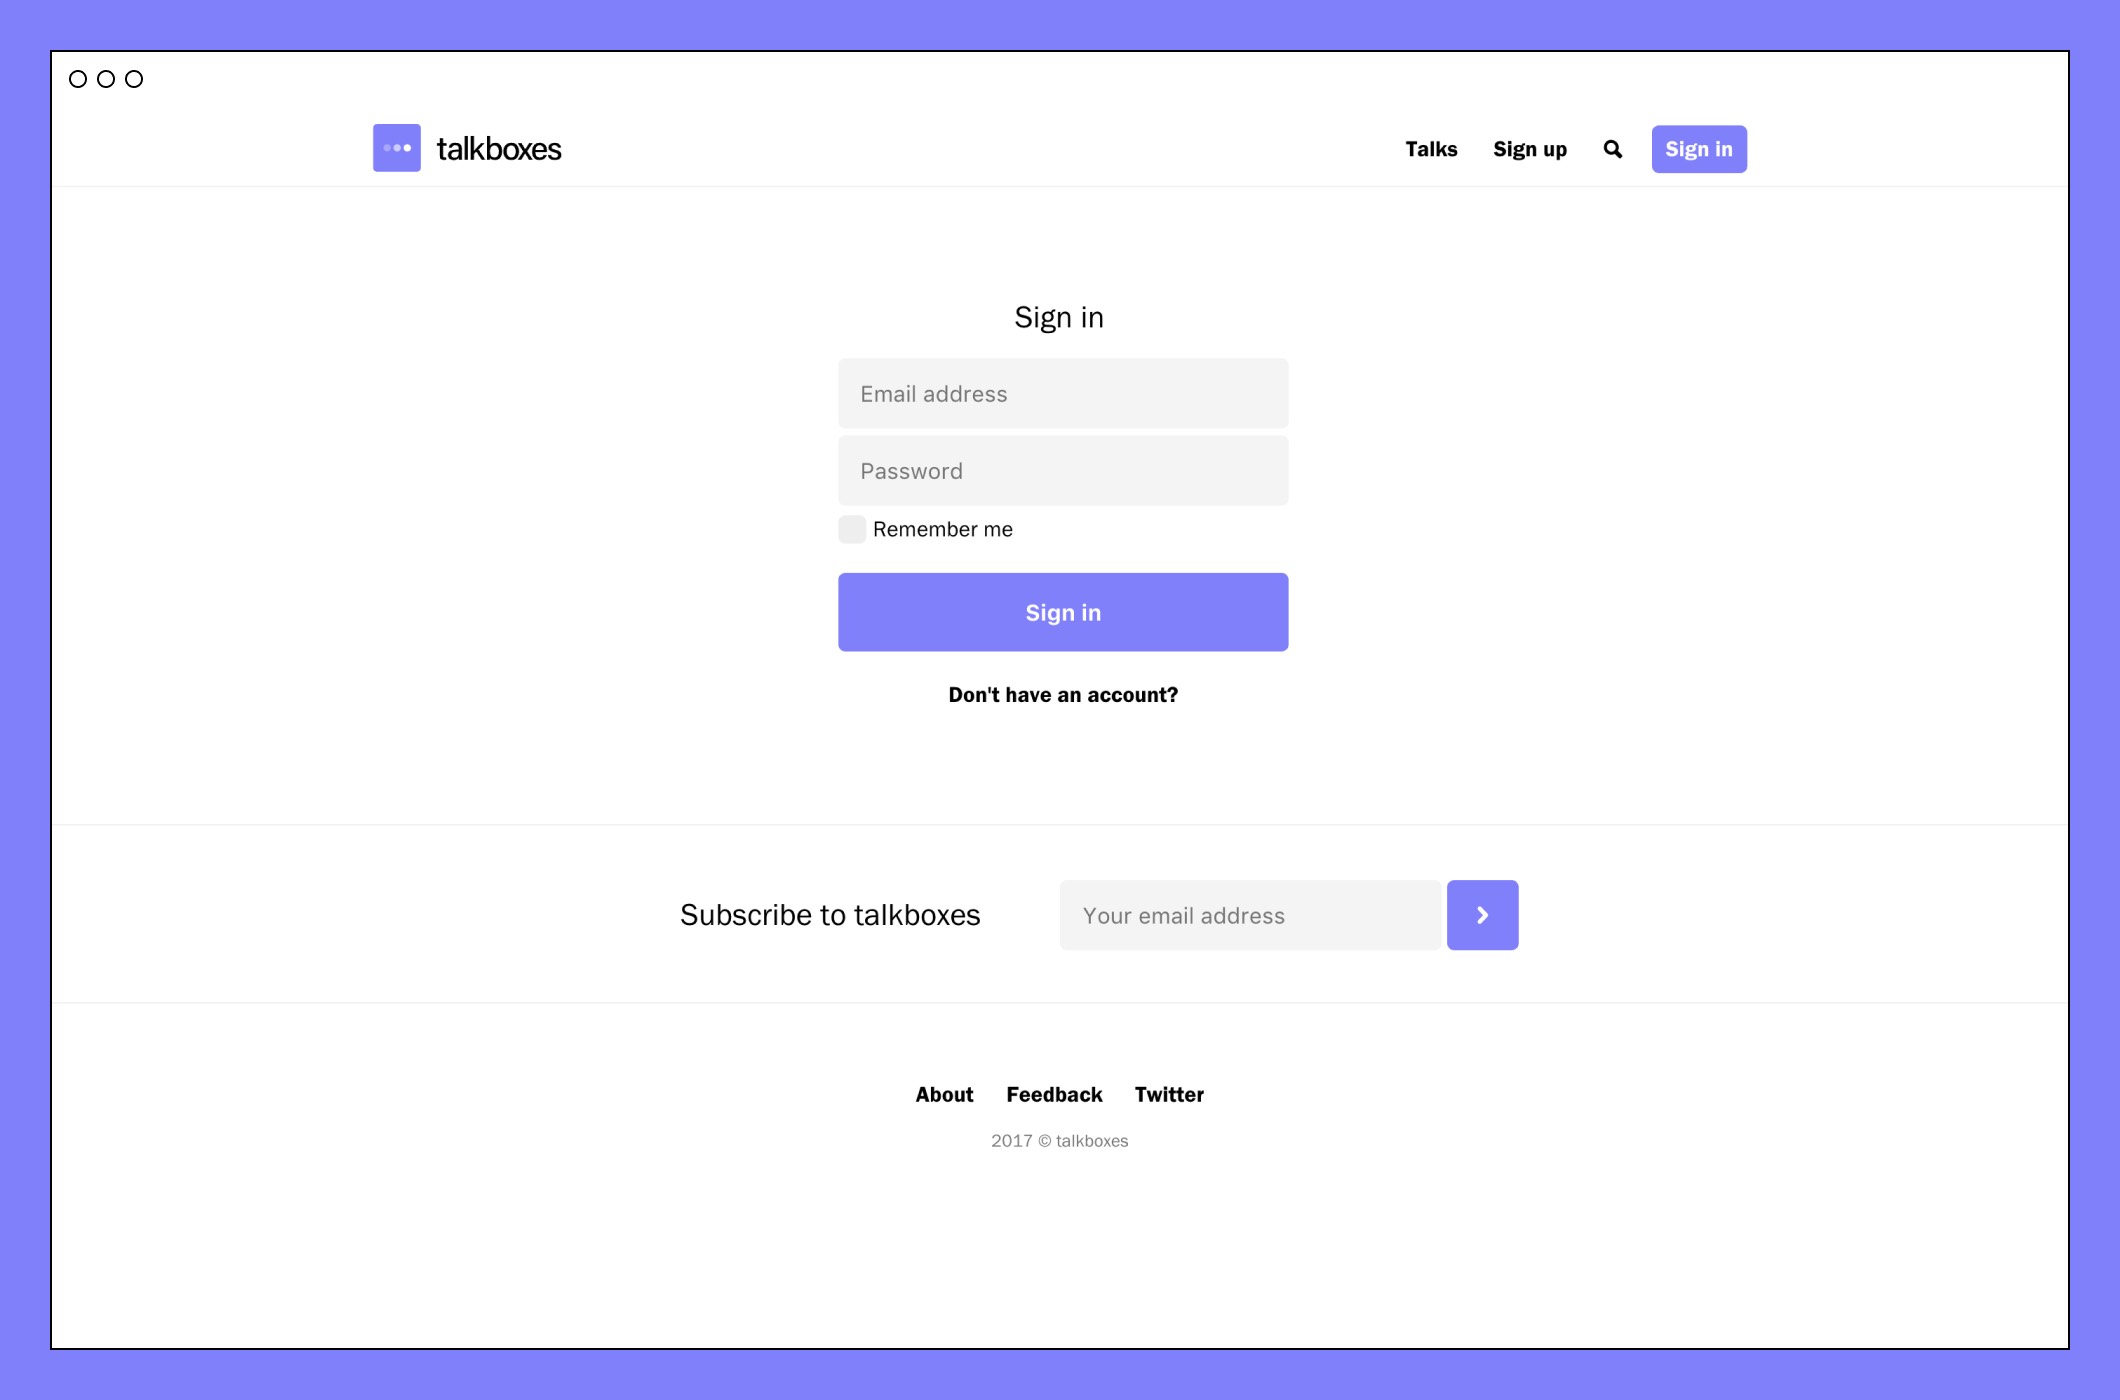 talkboxes
Talks Sign up Sign in
Sign in
Email address
Password
Remember me
Sign in
Don't have an account?
Subscribe to talkboxes Your email address
About Feedback Twitter
2017 © talkboxes